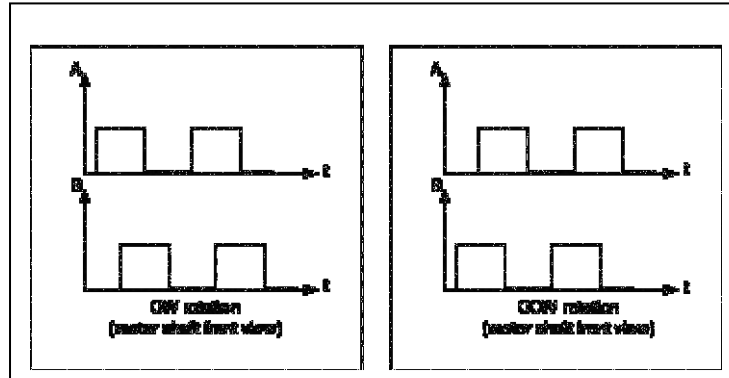 A
t
B
t
CW rotation
(motor shaft front view)
A
t
B
t
CCW rotation
(motor shaft front view)